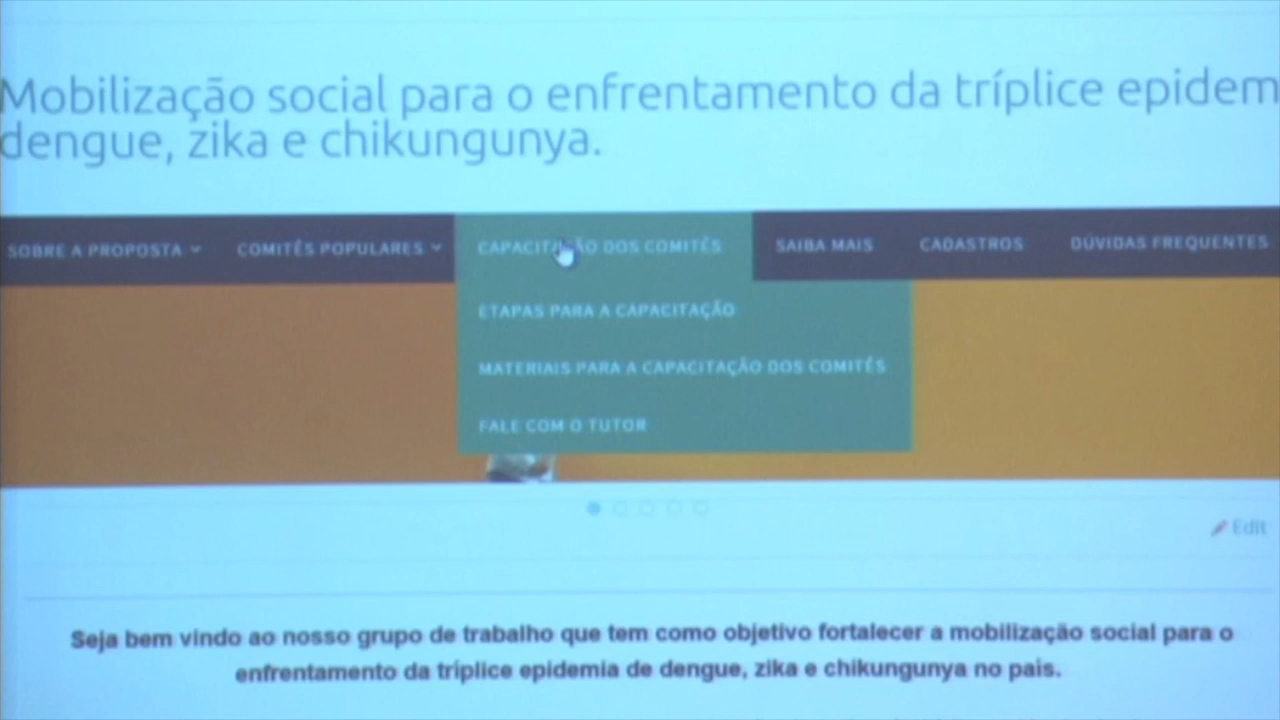 Mobilização social para o enfrentamento da tríplice epidem
dengue, zika e chikungunya.
SOBRE A PROPOSTA
COMITÊS POPULARES
CAPACITAÇÃO DOS COMITÊS
SAIBA MAIS
CADASTROS
DÚVIDAS FREQUENTES
ETAPAS PARA A CAPACITAÇÃO
MATERIAIS PARA A CAPACITAÇÃO DOS COMITÊS
FALE COM O TUTOR
Edit
Seja bem vindo ao nosso grupo de trabalho que tem como objetivo fortalecer a mobilização social para o
enfrentamento da tríplice epidemia de dengue, zika e chikungunya no país.